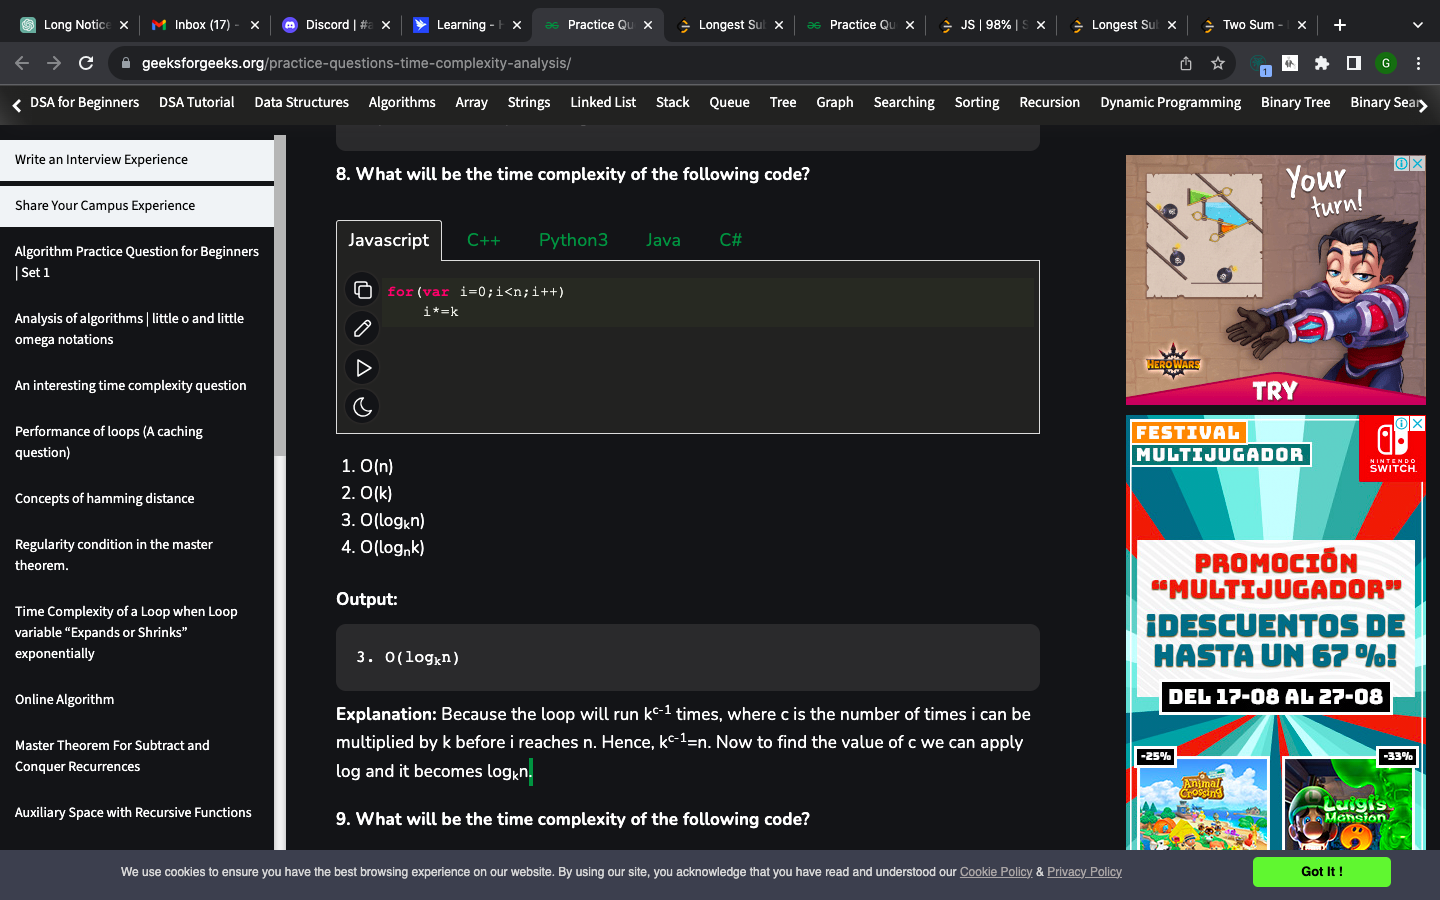 Long Notice
Inbox (17) -
Discord | #a
Learning - H
Practice Qu
Longest Su
Practice Qu
JS | 98% | S
Longest Su
Two Sum -
geeksforgeeks.org/practice-questions-time-complexity-analysis/
1
G
DSA for Beginners
DSA Tutorial
Data Structures
Algorithms
Array
Strings
Linked List
Stack
Queue
Tree
Graph
Searching
Sorting
Recursion
Dynamic Programming
Binary Tree
Binary Sear
Write an Interview Experience
Share Your Campus Experience
Algorithm Practice Question for Beginners
| Set 1
Analysis of algorithms | little o and little
omega notations
An interesting time complexity question
Performance of loops (A caching
question)
Concepts of hamming distance
Regularity condition in the master
theorem.
Time Complexity of a Loop when Loop
variable “Expands or Shrinks”
exponentially
Online Algorithm
Master Theorem For Subtract and
Conquer Recurrences
Auxiliary Space with Recursive Functions
8. What will be the time complexity of the following code?
Javascript
C++
Python3
Java
C#
for(var i=0;i<n;i++)
i*=k
1. O(n)
2. O(k)
3. O(logₖn)
4. O(logₙk)
Output:
3. O(logₖn)
Explanation: Because the loop will run kᶜ⁻¹ times, where c is the number of times i can be
multiplied by k before i reaches n. Hence, kᶜ⁻¹=n. Now to find the value of c we can apply
log and it becomes logₖn.
9. What will be the time complexity of the following code?
Your
turn!
HERO WARS
TRY
FESTIVAL
MULTIJUGADOR
NINTENDO
SWITCH
PROMOCIÓN
“MULTIJUGADOR”
¡DESCUENTOS DE
HASTA UN 67 %!
DEL 17-08 AL 27-08
-25%
-33%
Animal
Crossing
Luigi's
Mansion
We use cookies to ensure you have the best browsing experience on our website. By using our site, you acknowledge that you have read and understood our Cookie Policy & Privacy Policy
Got It !